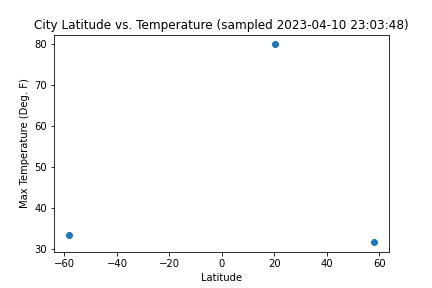 City Latitude vs. Temperature (sampled 2023-04-10 23:03:48)
80
70
60
50
40
30
Max Temperature (Deg. F)
−60 −40 −20 0 20 40 60
Latitude